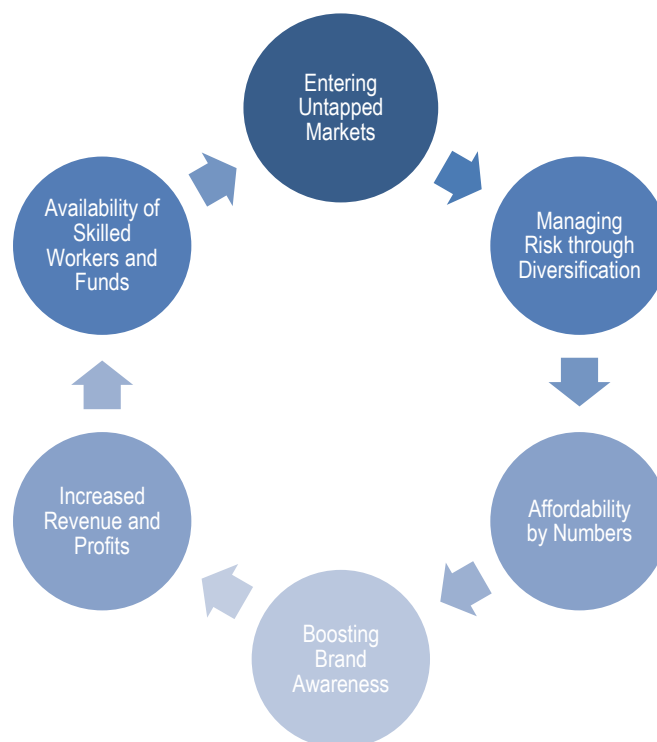 Entering
Untapped
Markets
Managing
Risk through
Diversification
Affordability
by Numbers
Boosting
Brand
Awareness
Increased
Revenue and
Profits
Availability of
Skilled
Workers and
Funds